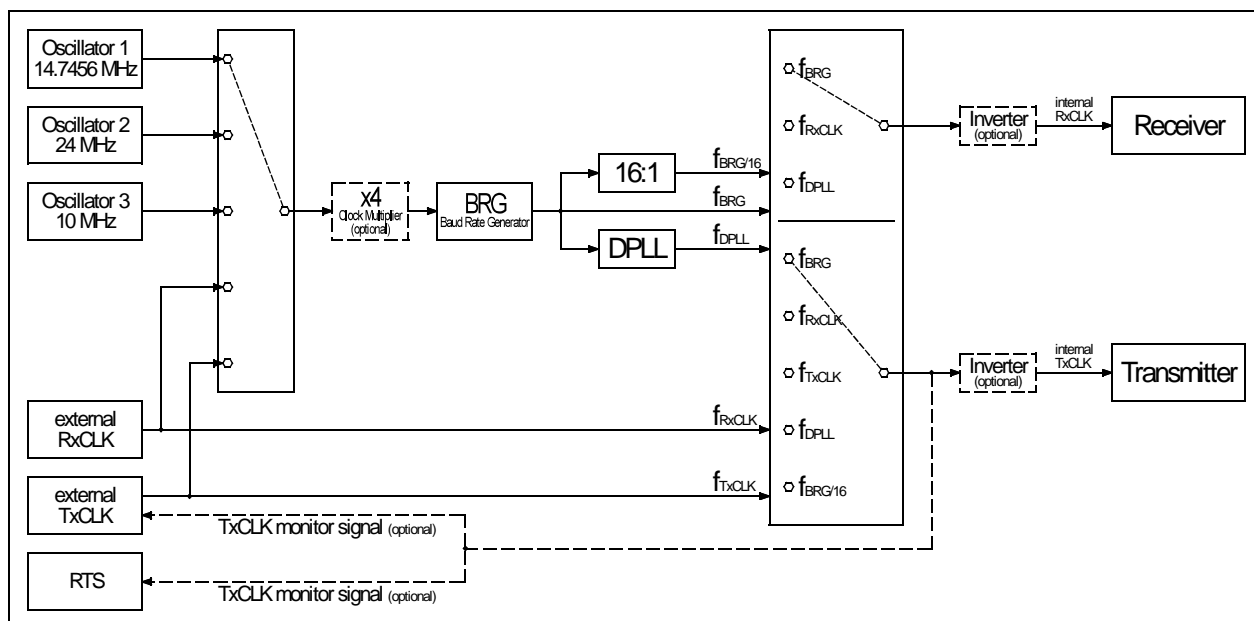 Oscillator 1
14.7456 MHz
Oscillator 2
24 MHz
Oscillator 3
10 MHz
external
RxCLK
external
TxCLK
RTS
x4
Clock Multiplier
(optional)
BRG
Baud Rate Generator
16:1
DPLL
fBRG/16
fBRG
fDPLL
fRxCLK
fTxCLK
TxCLK monitor signal (optional)
TxCLK monitor signal (optional)
fBRG
fRxCLK
fDPLL
fBRG
fRxCLK
fTxCLK
fDPLL
fBRG/16
Inverter
(optional)
internal
RxCLK
Receiver
Inverter
(optional)
internal
TxCLK
Transmitter